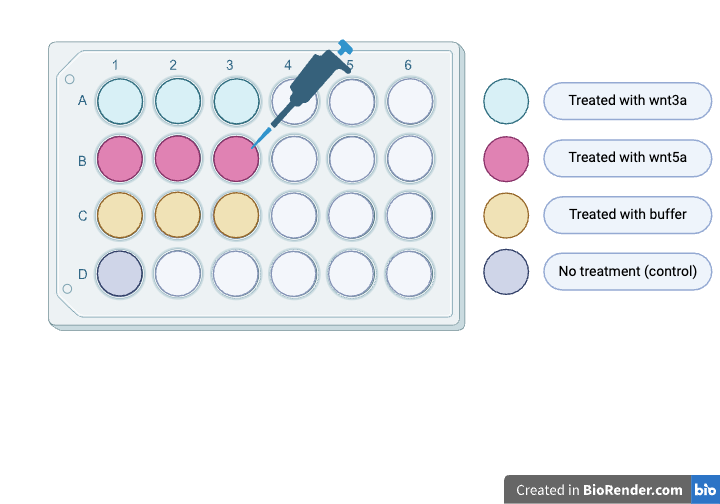 1 2 3 4 5 6
A
B
C
D
Treated with wnt3a
Treated with wnt5a
Treated with buffer
No treatment (control)
Created in BioRender.com bio